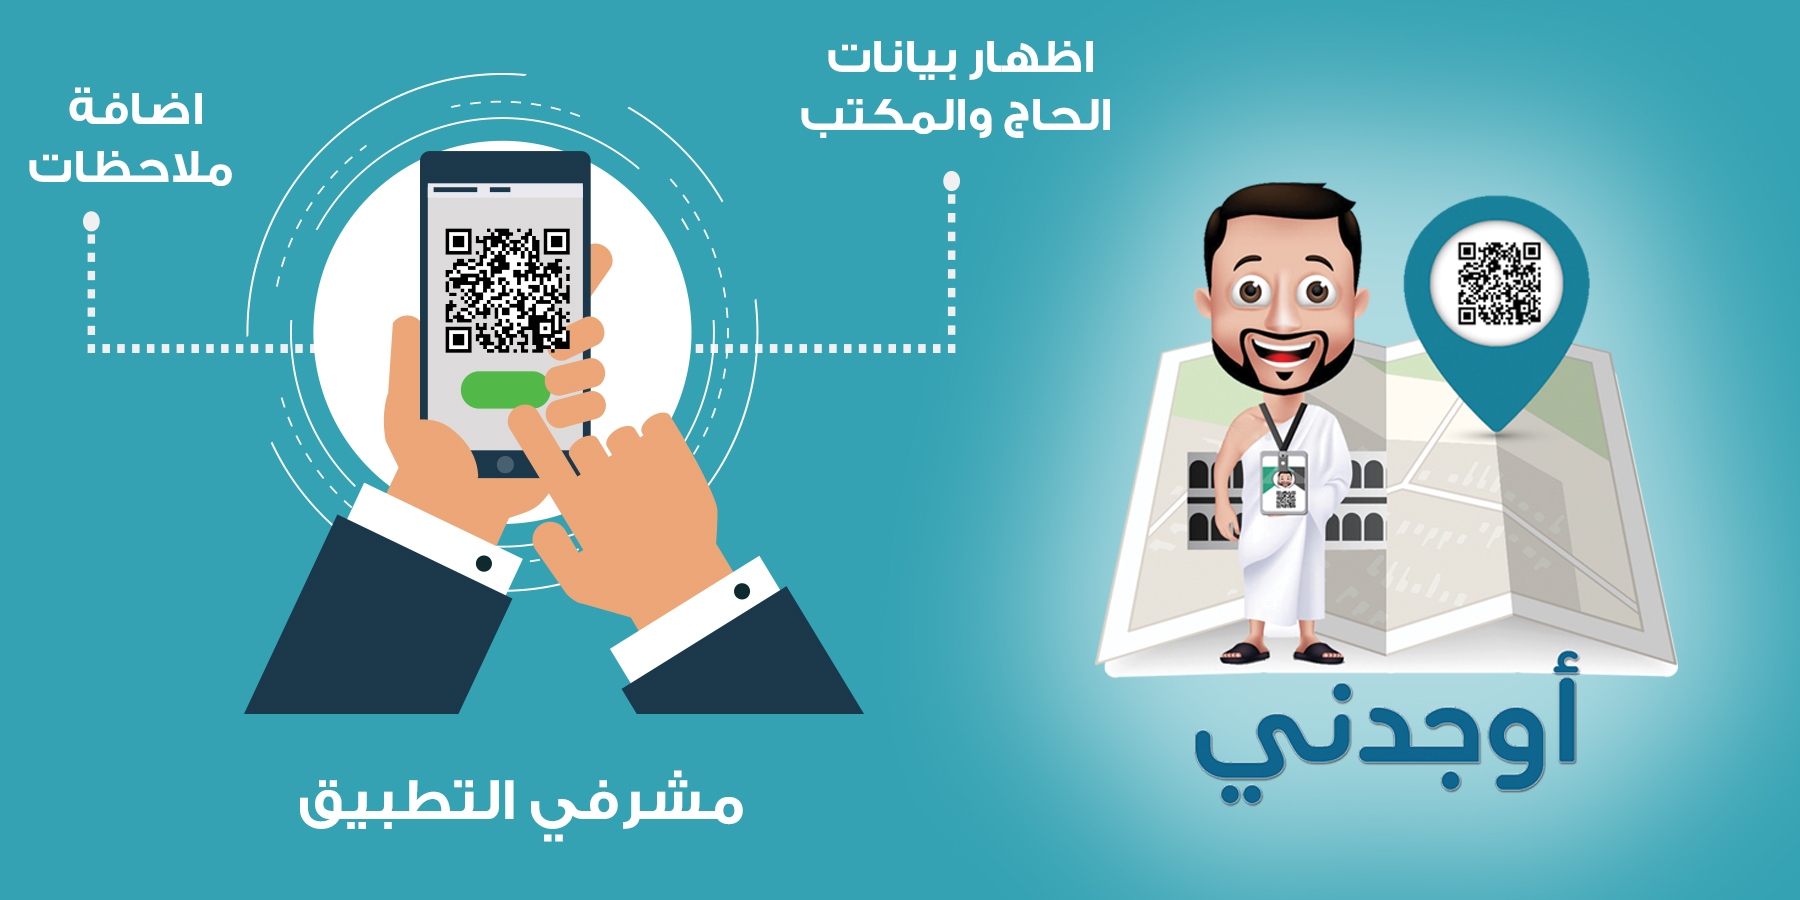 اظهار بيانات
الحاج والمكتب
اضافة
ملاحظات
أوجدني
مشرفي التطبيق